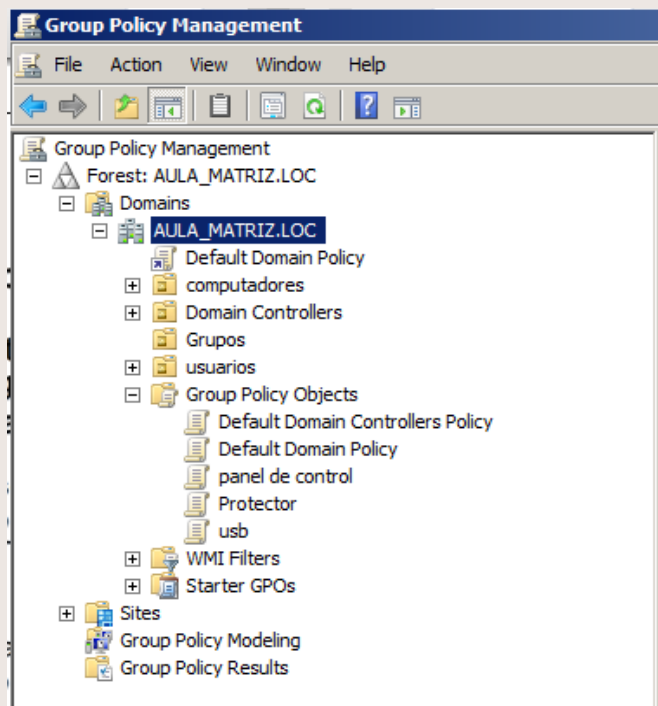 Group Policy Management
File Action View Window Help
Group Policy Management
Forest: AULA_MATRIZ.LOC
Domains
AULA_MATRIZ.LOC
Default Domain Policy
computadores
Domain Controllers
Grupos
usuarios
Group Policy Objects
Default Domain Controllers Policy
Default Domain Policy
panel de control
Protector
usb
WMI Filters
Starter GPOs
Sites
Group Policy Modeling
Group Policy Results